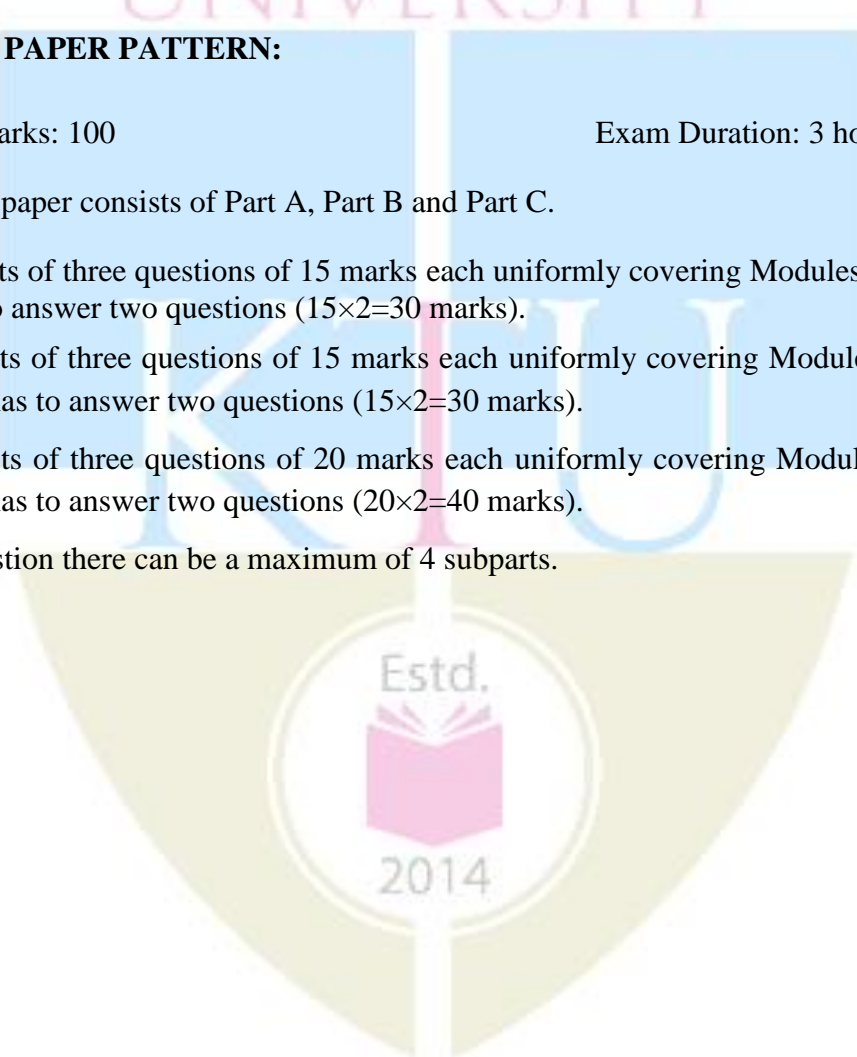 UNIVERSITY
PAPER PATTERN:
arks: 100 Exam Duration: 3 ho
paper consists of Part A, Part B and Part C.
ts of three questions of 15 marks each uniformly covering Modules
o answer two questions (15×2=30 marks).
ts of three questions of 15 marks each uniformly covering Modul
as to answer two questions (15×2=30 marks).
ts of three questions of 20 marks each uniformly covering Modul
as to answer two questions (20×2=40 marks).
stion there can be a maximum of 4 subparts.
KTU
Estd.
2014